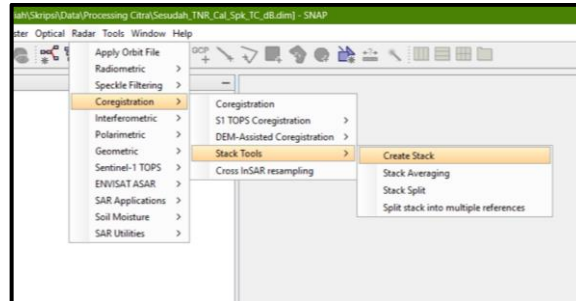 iah\Skripsi\Data\Processing Citra\Sesudah_TNR_Cal_Spk_TC_dB.dim] - SNAP
ster Optical Radar Tools Window Help
GCP
Apply Orbit File
Radiometric >
Speckle Filtering >
Coregistration >
Interferometric >
Polarimetric >
Geometric >
Sentinel-1 TOPS >
ENVISAT ASAR >
SAR Applications >
Soil Moisture >
SAR Utilities >
Coregistration
S1 TOPS Coregistration >
DEM-Assisted Coregistration >
Stack Tools >
Cross InSAR resampling
Create Stack
Stack Averaging
Stack Split
Split stack into multiple references